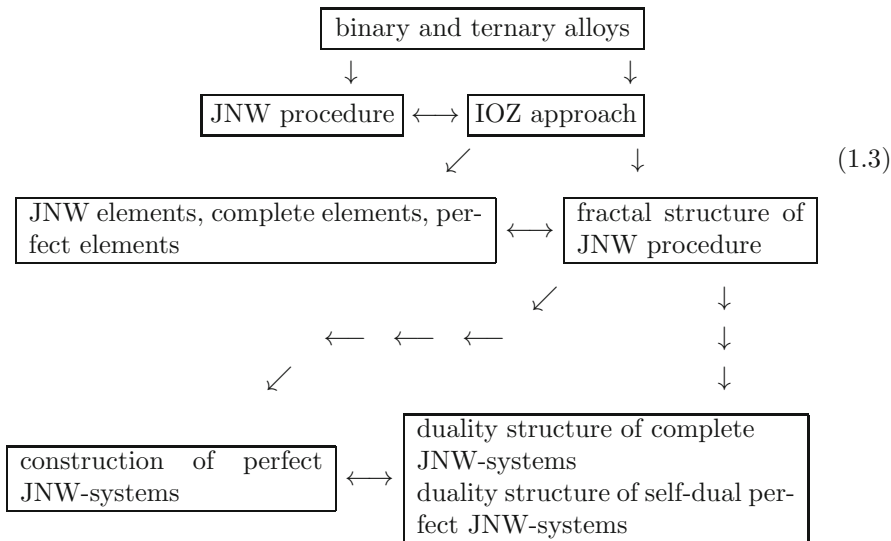 binary and ternary alloys
↓ ↓
JNW procedure ←→ IOZ approach
↙ ↓
(1.3)
JNW elements, complete elements, per-
fect elements
←→
fractal structure of
JNW procedure
↙ ↓
← ← ← ↓
↙ ↓
construction of perfect
JNW-systems
←→
duality structure of complete
JNW-systems
duality structure of self-dual per-
fect JNW-systems